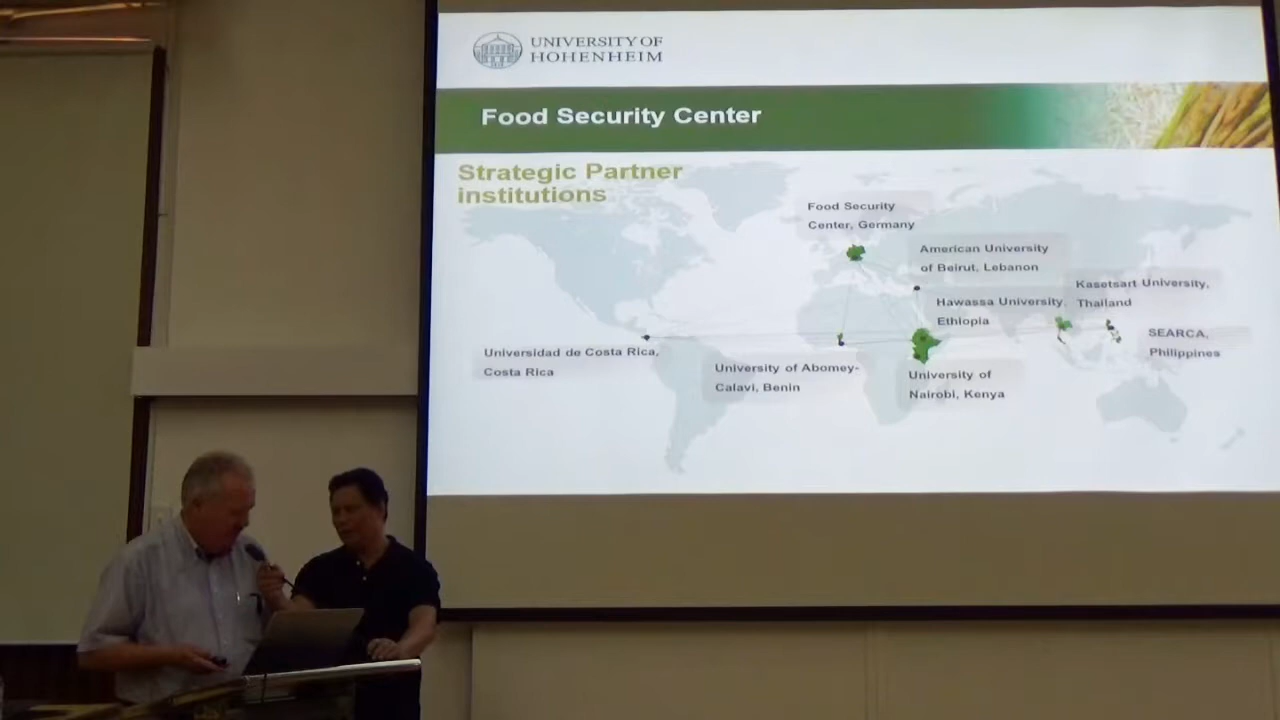 UNIVERSITY OF
HOHENHEIM
Food Security Center
Strategic Partner
institutions
Food Security
Center, Germany
American University
of Beirut, Lebanon
Kasetsart University,
Thailand
Hawassa University,
Ethiopia
SEARCA,
Philippines
Universidad de Costa Rica,
Costa Rica
University of Abomey-
Calavi, Benin
University of
Nairobi, Kenya